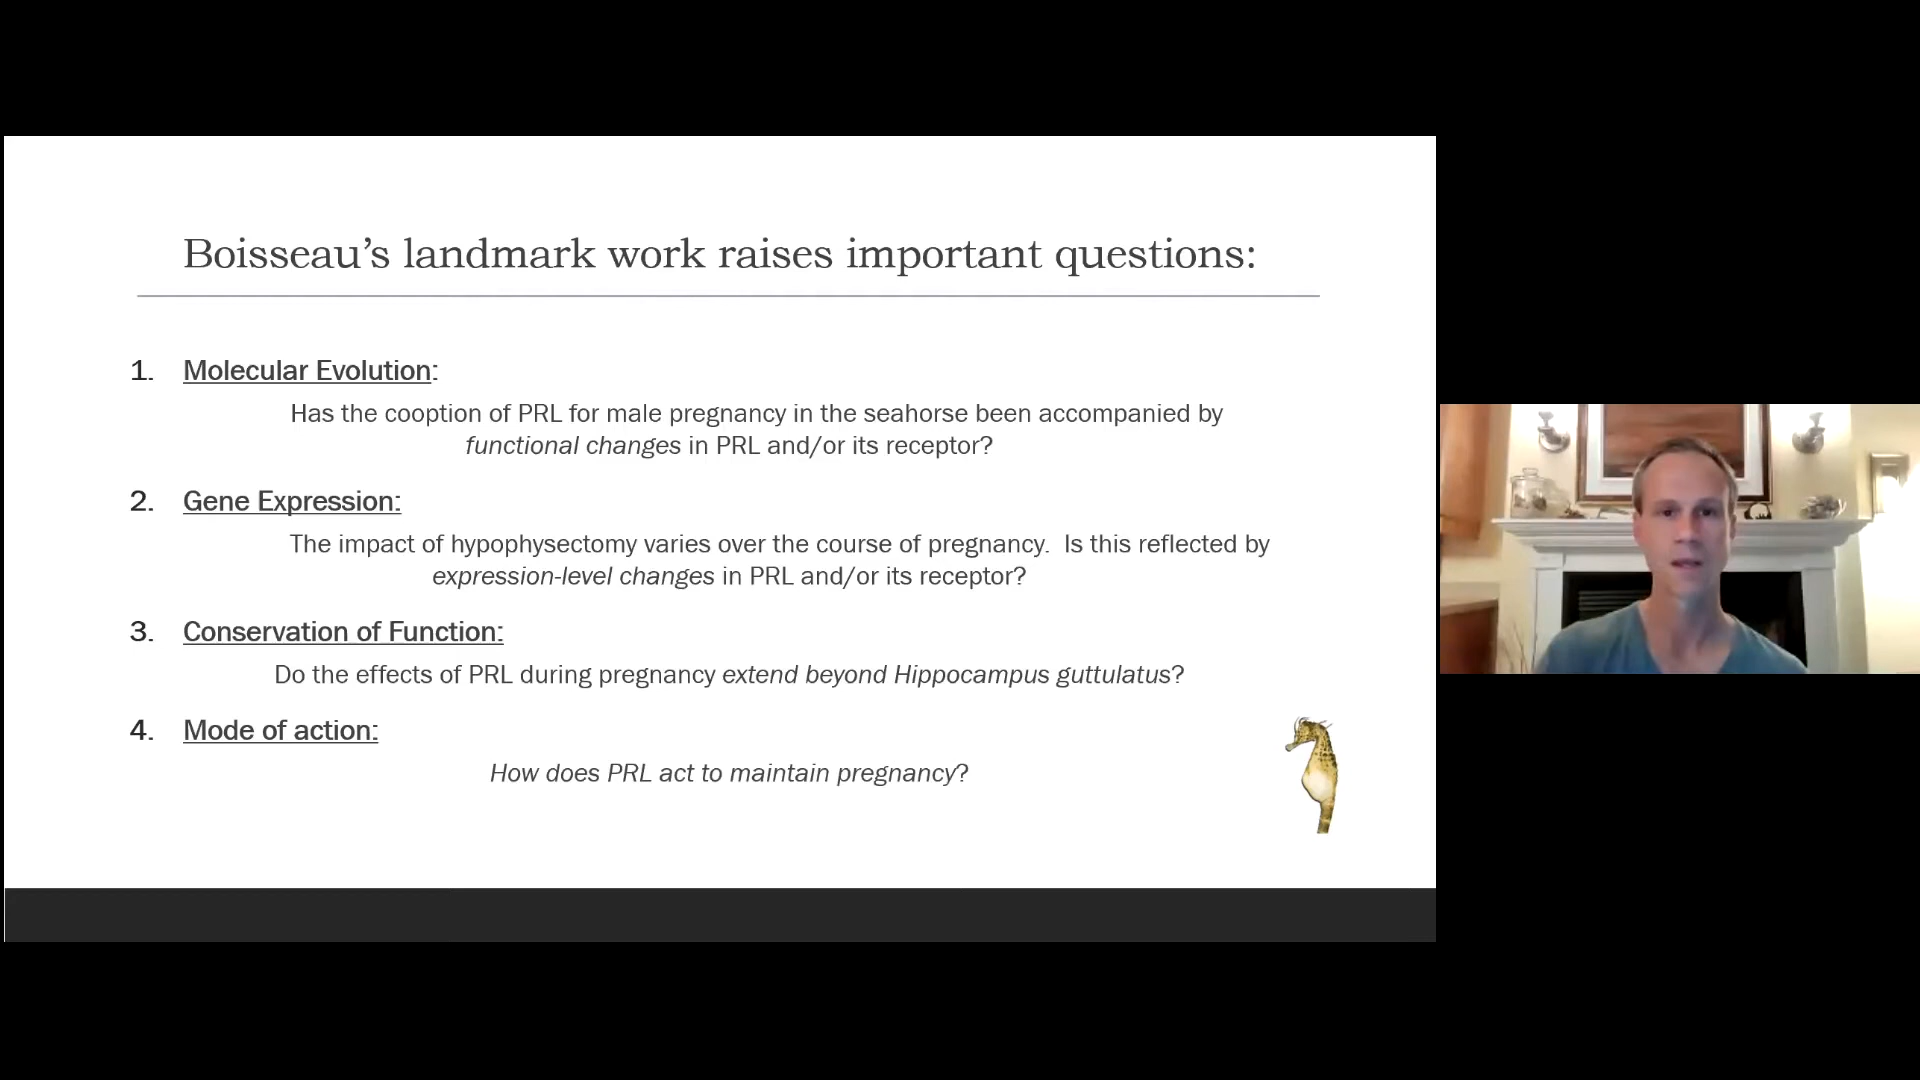 Boisseau’s landmark work raises important questions:
1. Molecular Evolution:
Has the cooption of PRL for male pregnancy in the seahorse been accompanied by
functional changes in PRL and/or its receptor?
2. Gene Expression:
The impact of hypophysectomy varies over the course of pregnancy.  Is this reflected by
expression-level changes in PRL and/or its receptor?
3. Conservation of Function:
Do the effects of PRL during pregnancy extend beyond Hippocampus guttulatus?
4. Mode of action:
How does PRL act to maintain pregnancy?